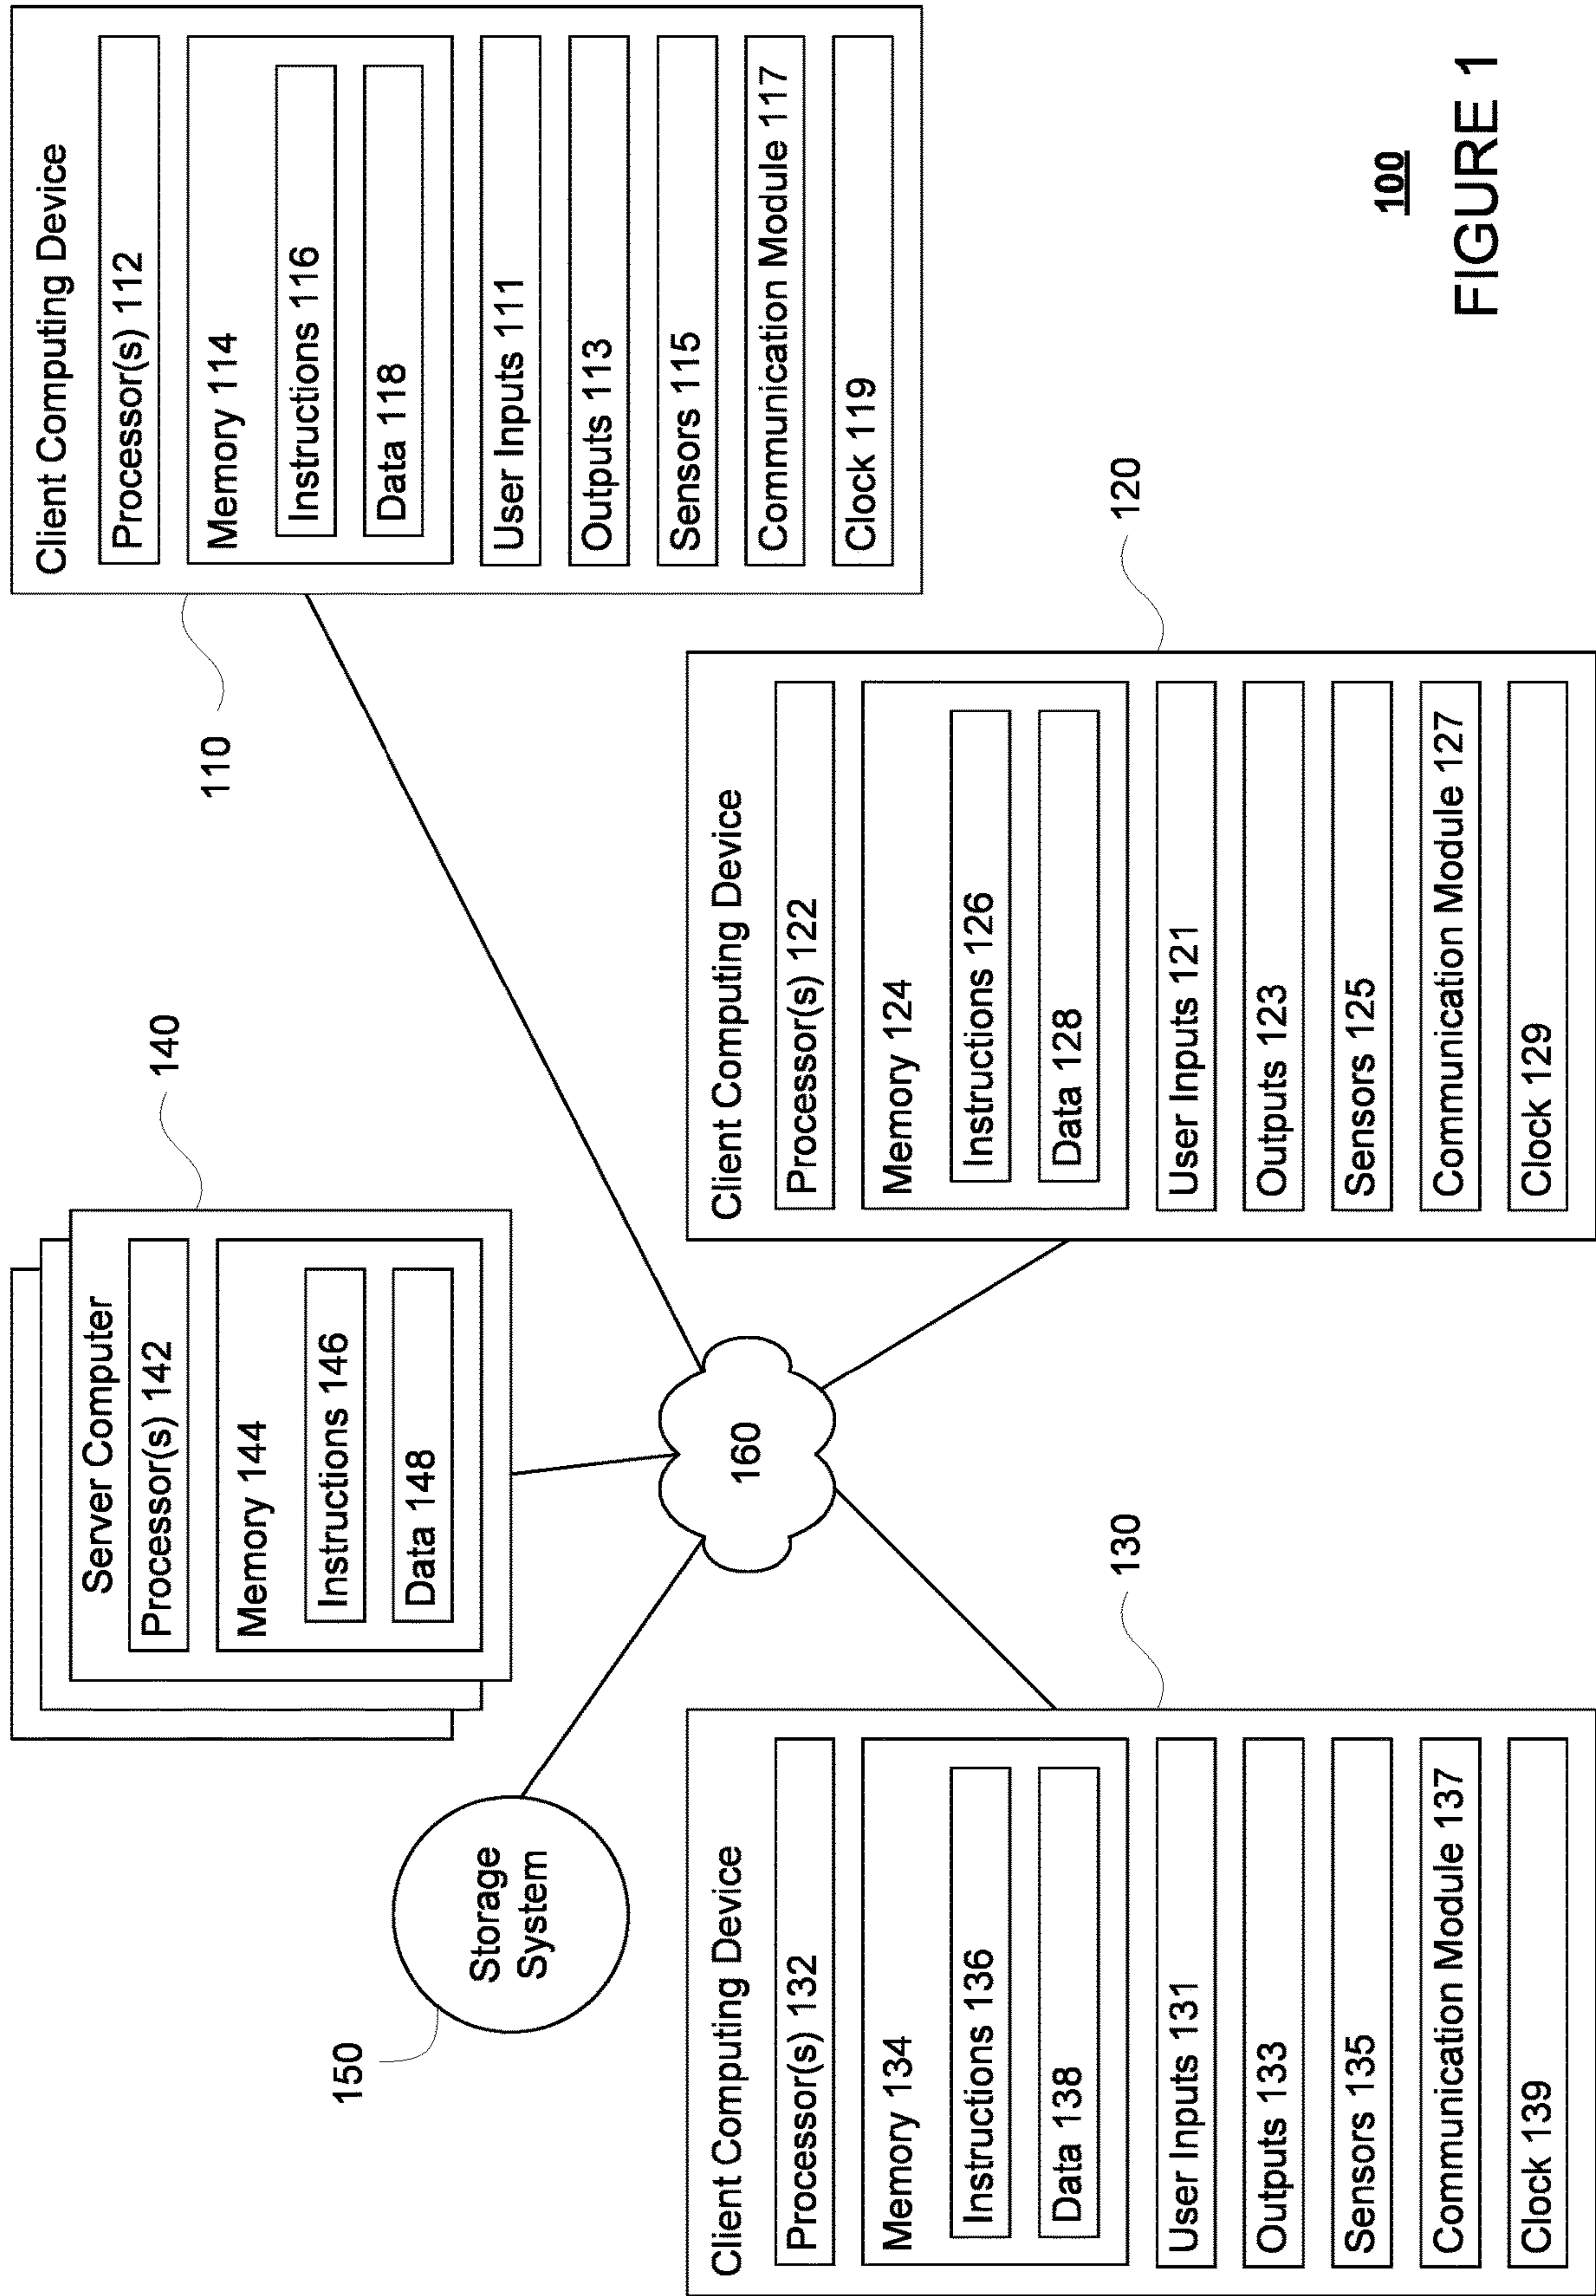 Server Computer
Processor(s) 142
Memory 144
Instructions 146
Data 148
140
Storage
System
150
160
Client Computing Device
Processor(s) 112
Memory 114
Instructions 116
Data 118
User Inputs 111
Outputs 113
Sensors 115
Communication Module 117
Clock 119
110
Client Computing Device
Processor(s) 132
Memory 134
Instructions 136
Data 138
User Inputs 131
Outputs 133
Sensors 135
Communication Module 137
Clock 139
130
Client Computing Device
Processor(s) 122
Memory 124
Instructions 126
Data 128
User Inputs 121
Outputs 123
Sensors 125
Communication Module 127
Clock 129
120
100
FIGURE 1